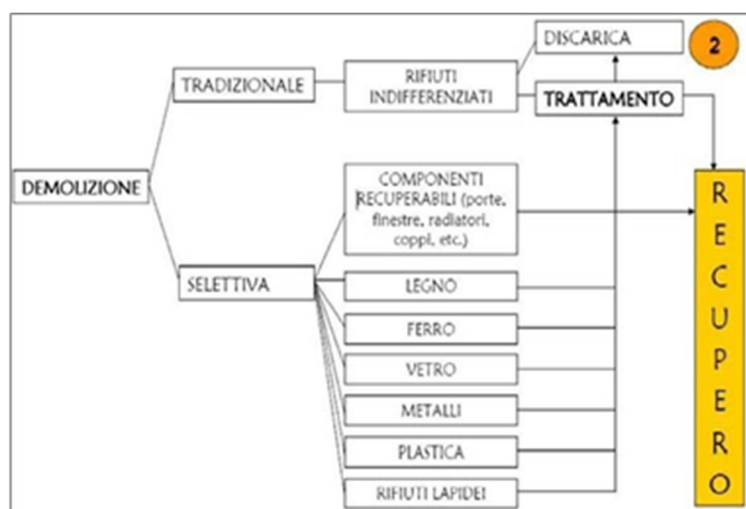 DISCARICA
2
TRADIZIONALE
RIFIUTI
INDIFFERENZIATI
TRATTAMENTO
DEMOLIZIONE
COMPONENTI
RECUPERABILI (porte,
finestre, radiatori,
coppi, etc.)
SELETTIVA
LEGNO
FERRO
VETRO
METALLI
PLASTICA
RIFIUTI LAPIDEI
R
E
C
U
P
E
R
O